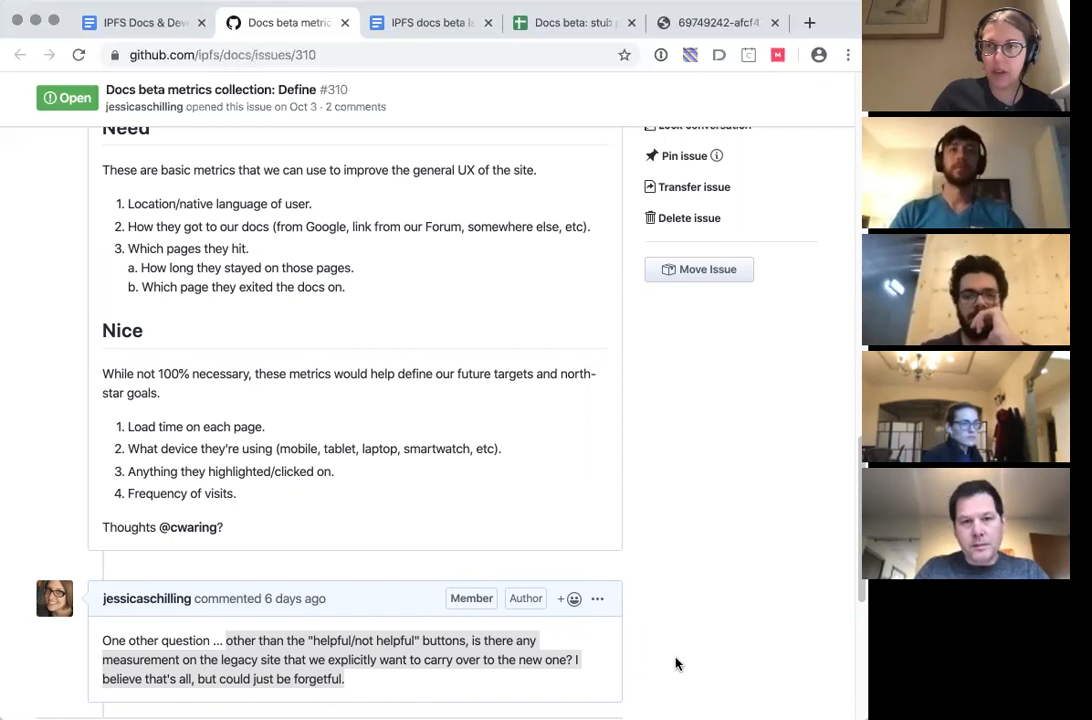 IPFS Docs & Dev
Docs beta metric
IPFS docs beta la
Docs beta: stub
69749242-afcf4
github.com/ipfs/docs/issues/310
Open
Docs beta metrics collection: Define #310
jessicaschilling opened this issue on Oct 3 · 2 comments
Need
These are basic metrics that we can use to improve the general UX of the site.
1. Location/native language of user.
2. How they got to our docs (from Google, link from our Forum, somewhere else, etc).
3. Which pages they hit.
a. How long they stayed on those pages.
b. Which page they exited the docs on.
Nice
While not 100% necessary, these metrics would help define our future targets and north-
star goals.
1. Load time on each page.
2. What device they're using (mobile, tablet, laptop, smartwatch, etc).
3. Anything they highlighted/clicked on.
4. Frequency of visits.
Thoughts @cwaring?
Lock conversation
Pin issue
Transfer issue
Delete issue
Move Issue
jessicaschilling commented 6 days ago
Member
Author
One other question ... other than the "helpful/not helpful" buttons, is there any
measurement on the legacy site that we explicitly want to carry over to the new one? I
believe that's all, but could just be forgetful.